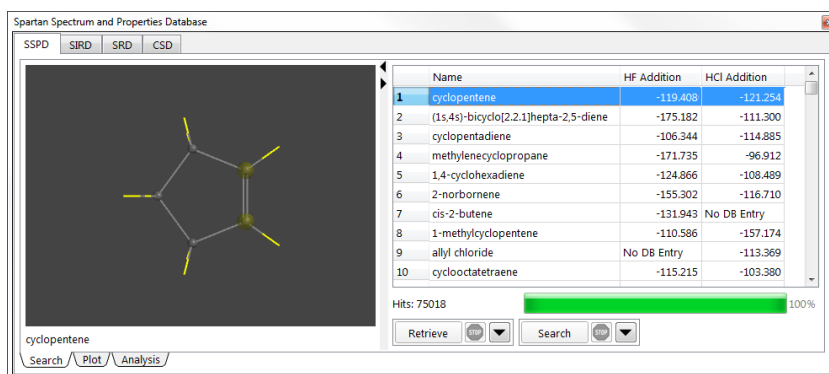 Spartan Spectrum and Properties Database
SSPD SIRD SRD CSD
Name HF Addition HCl Addition
1 cyclopentene -119.408 -121.254
2 (1s,4s)-bicyclo[2.2.1]hepta-2,5-diene -175.182 -111.300
3 cyclopentadiene -106.344 -114.885
4 methylenecyclopropane -171.735 -96.912
5 1,4-cyclohexadiene -124.866 -108.489
6 2-norbornene -155.302 -116.710
7 cis-2-butene -131.943 No DB Entry
8 1-methylcyclopentene -110.586 -157.174
9 allyl chloride No DB Entry -113.369
10 cyclooctatetraene -115.215 -103.380
Hits: 75018 100%
Retrieve STOP Search STOP
cyclopentene
Search Plot Analysis